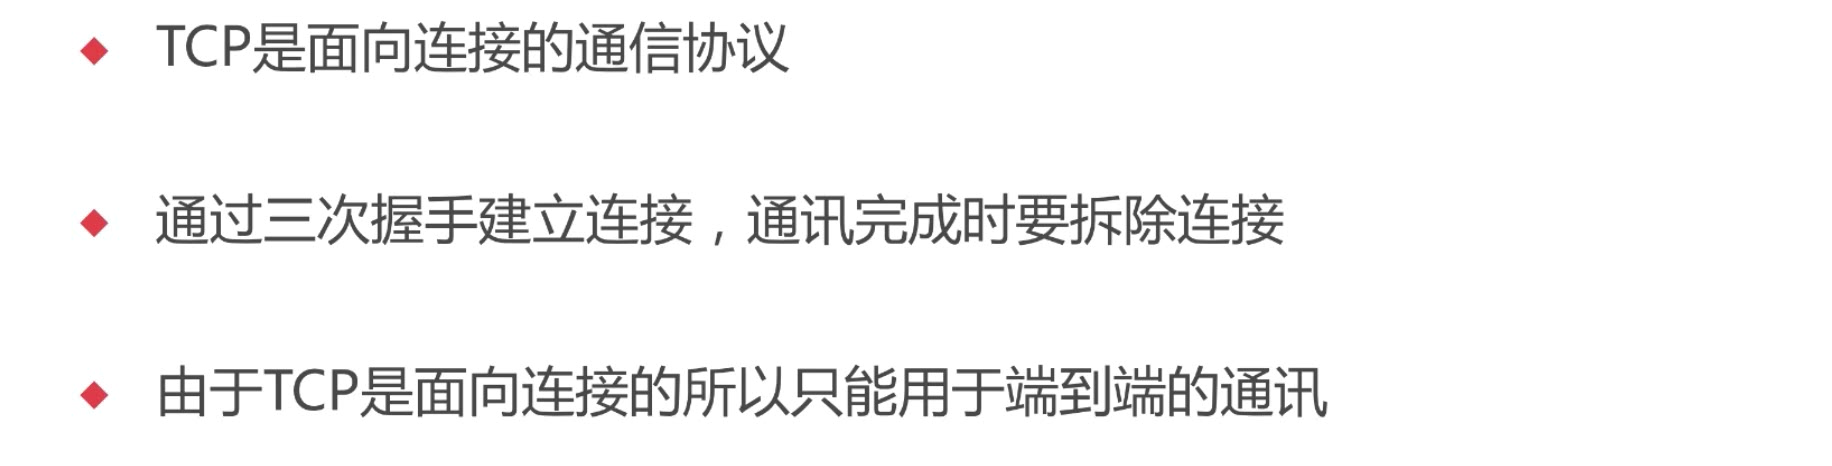 TCP是面向连接的通信协议
通过三次握手建立连接，通讯完成时要拆除连接
由于TCP是面向连接的所以只能用于端到端的通讯